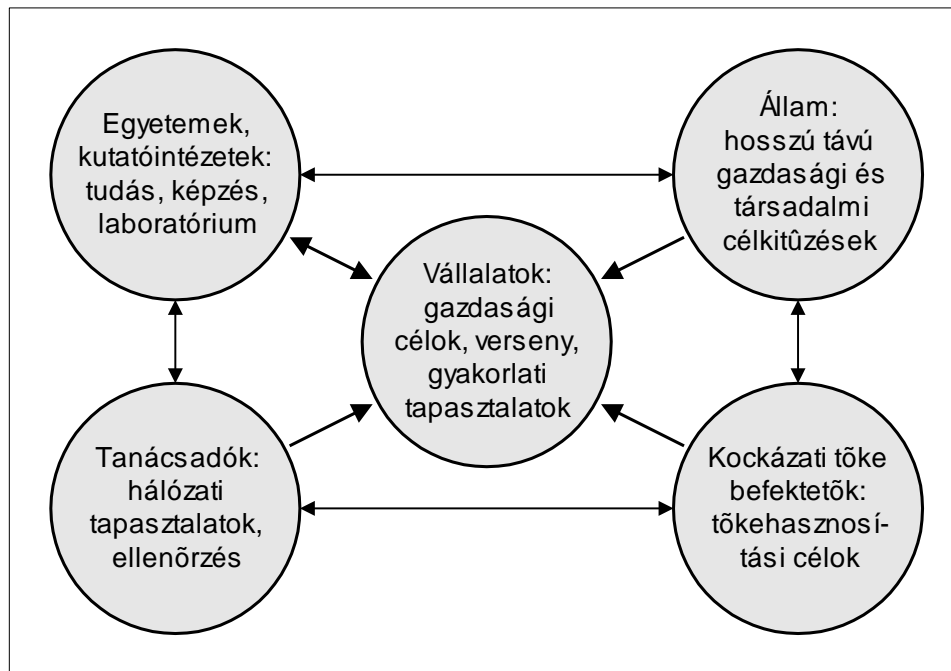 Egyetemek,
kutatóintézetek:
tudás, képzés,
laboratórium
Állam:
hosszú távú
gazdasági és
társadalmi
célkitûzések
Vállalatok:
gazdasági
célok, verseny,
gyakorlati
tapasztalatok
Tanácsadók:
hálózati
tapasztalatok,
ellenõrzés
Kockázati tõke
befektetõk:
tõkehasznosí-
tási célok